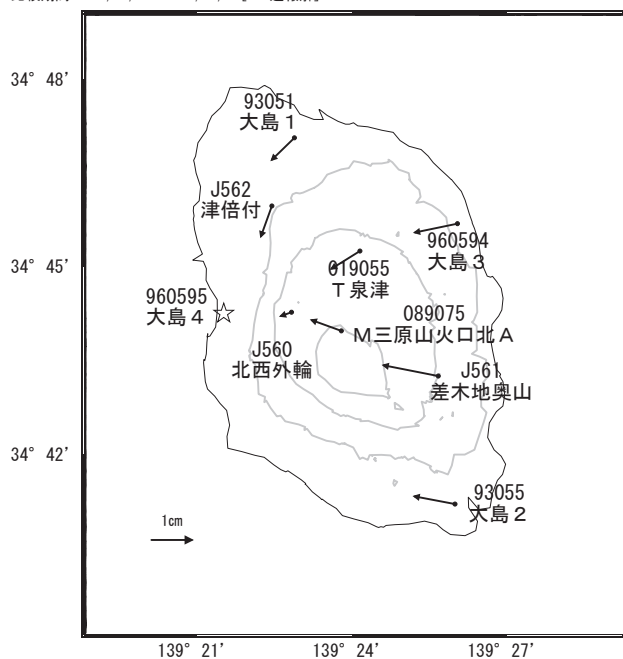 34° 48'
93051
大島１
J562
津倍付
960594
大島３
34° 45'
019055
Ｔ泉津
960595
大島４
089075
Ｍ三原山火口北Ａ
J560
北西外輪
J561
差木地奥山
34° 42'
93055
大島２
1cm
139° 21'
139° 24'
139° 27'